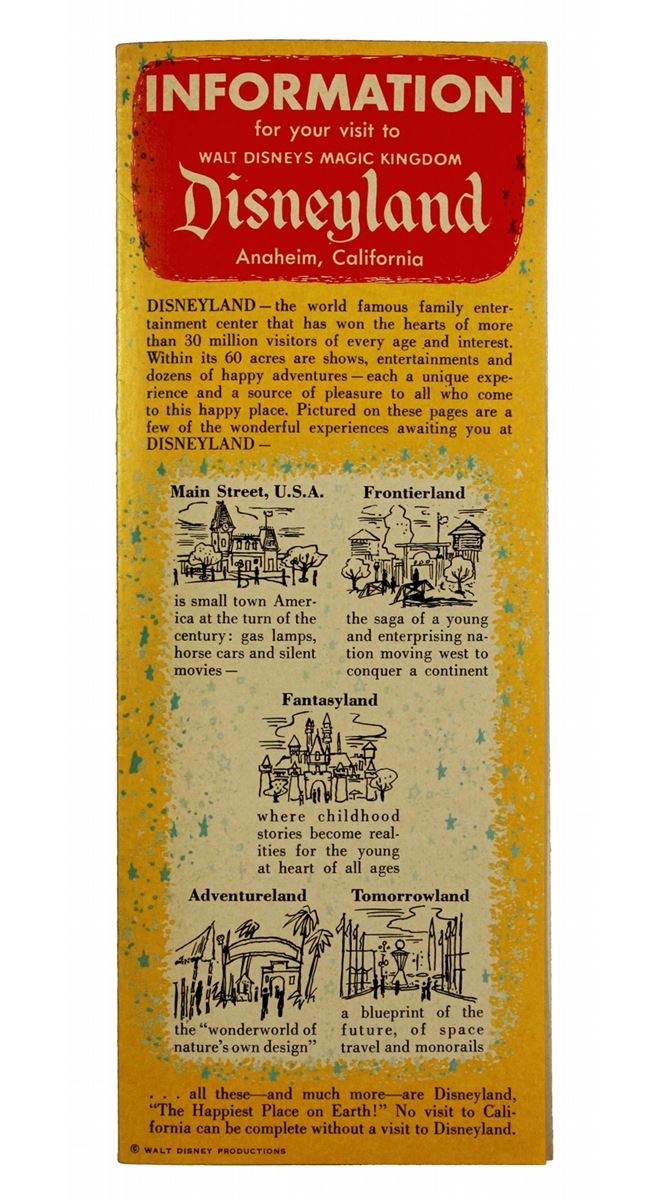 INFORMATION
for your visit to
WALT DISNEYS MAGIC KINGDOM
Disneyland
Anaheim, California
DISNEYLAND — the world famous family enter-
tainment center that has won the hearts of more
than 30 million visitors of every age and interest.
Within its 60 acres are shows, entertainments and
dozens of happy adventures — each a unique expe-
rience and a source of pleasure to all who come
to this happy place. Pictured on these pages are a
few of the wonderful experiences awaiting you at
DISNEYLAND —
Main Street, U.S.A.
is small town Amer-
ica at the turn of the
century: gas lamps,
horse cars and silent
movies —
Frontierland
the saga of a young
and enterprising na-
tion moving west to
conquer a continent
Fantasyland
where childhood
stories become real-
ities for the young
at heart of all ages
Adventureland
the “wonderworld of
nature's own design”
Tomorrowland
a blueprint of the
future, of space
travel and monorails
. . . all these—and much more—are Disneyland,
“The Happiest Place on Earth!” No visit to Cali-
fornia can be complete without a visit to Disneyland.
© WALT DISNEY PRODUCTIONS